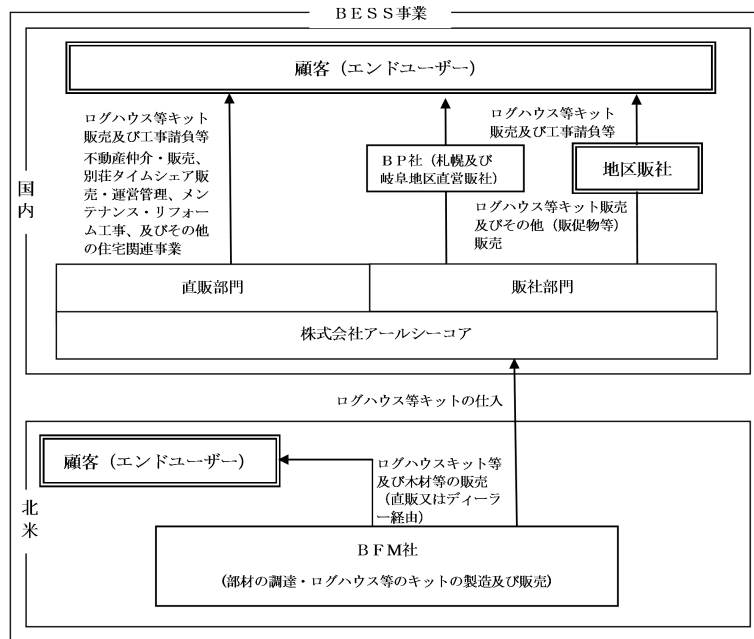 ＢＥＳＳ事業
国内
顧客（エンドユーザー）
ログハウス等キット
販売及び工事請負等
不動産仲介・販売、
別荘タイムシェア販
売・運営管理、メン
テナンス・リフォー
ム工事、及びその他
の住宅関連事業
ログハウス等キット
販売及び工事請負等
ＢＰ社（札幌及び
岐阜地区直営販社）
地区販社
ログハウス等キット販売
及びその他（販促物等）
販売
直販部門
販社部門
株式会社アールシーコア
ログハウス等キットの仕入
北米
顧客（エンドユーザー）
ログハウスキット等
及び木材等の販売
（直販又はディーラ
ー経由）
ＢＦＭ社
(部材の調達・ログハウス等のキットの製造及び販売)